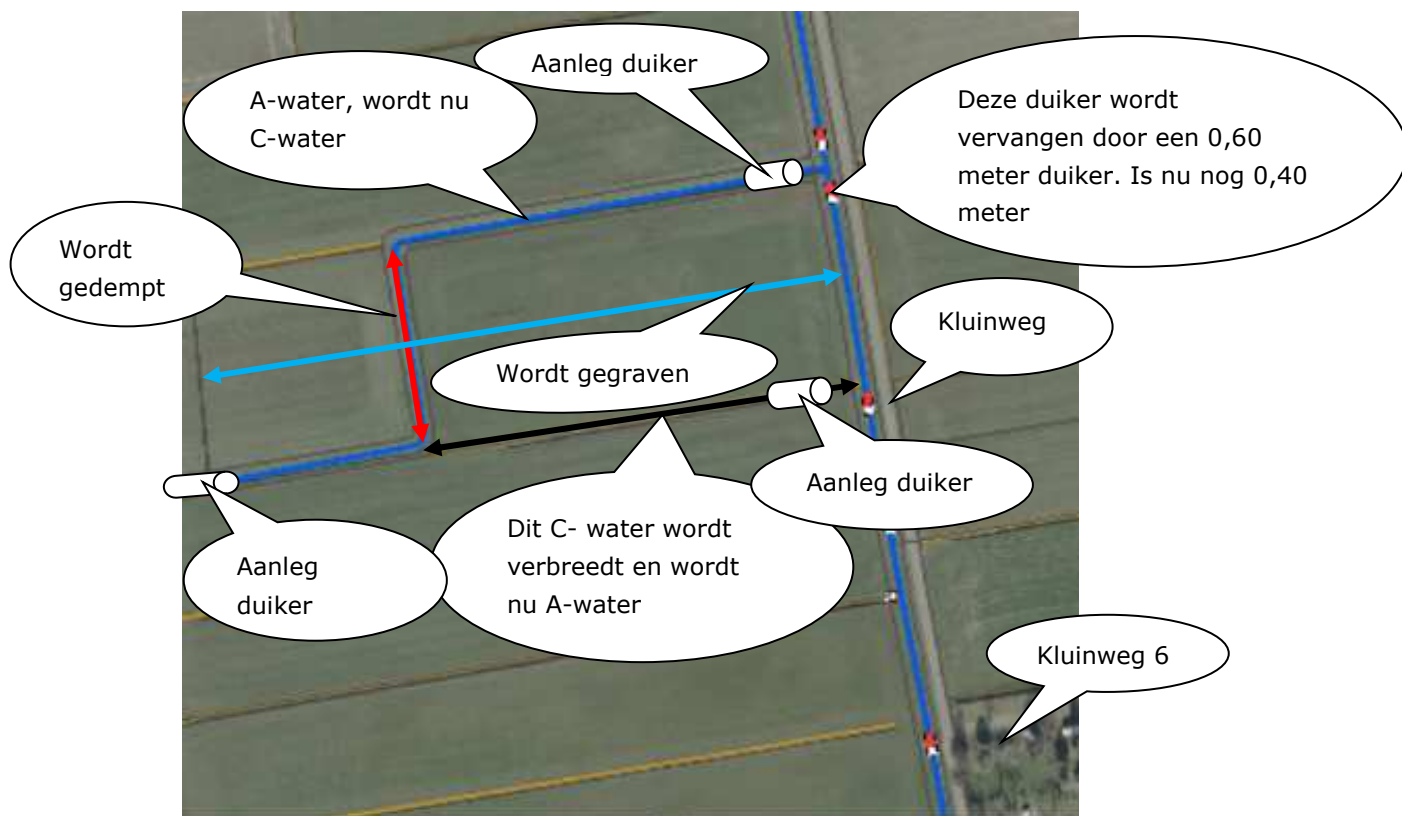 Aanleg duiker
A-water, wordt nu
C-water
Deze duiker wordt
vervangen door een 0,60
meter duiker. Is nu nog 0,40
meter
Wordt
gedempt
Kluinweg
Wordt gegraven
Aanleg duiker
Dit C- water wordt
verbreedt en wordt
nu A-water
Aanleg
duiker
Kluinweg 6